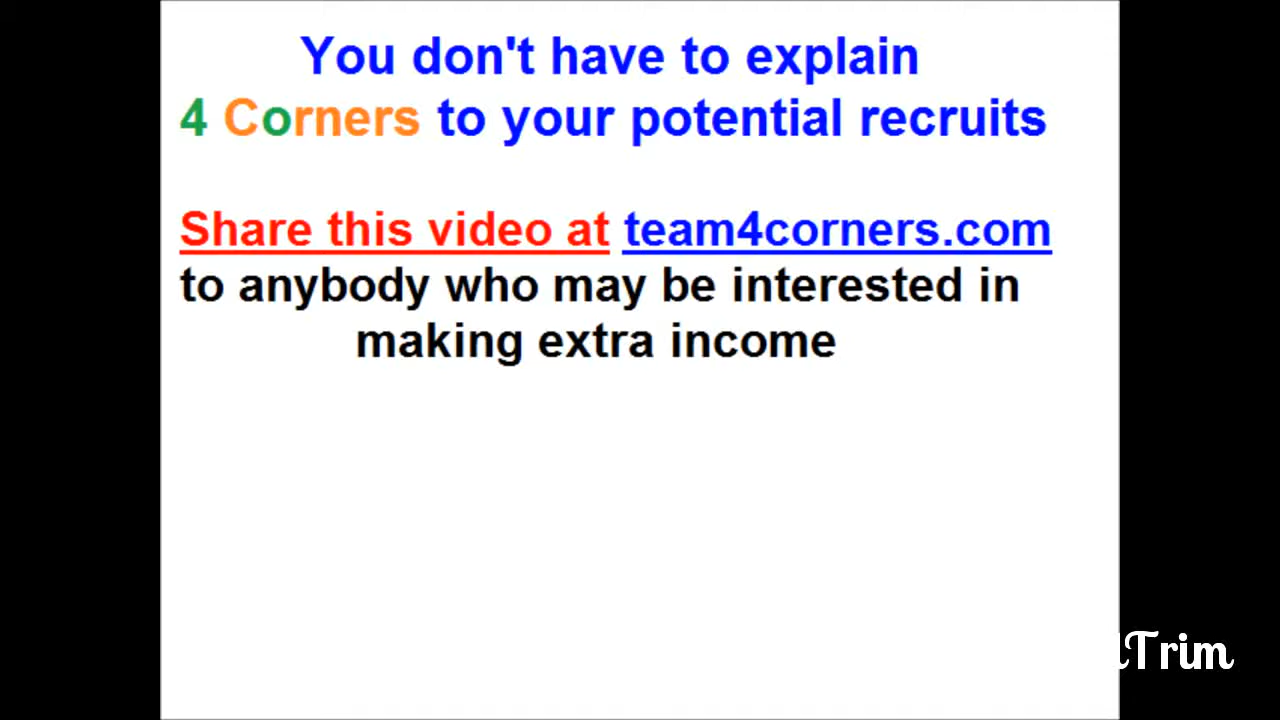 You don't have to explain
4 Corners to your potential recruits
Share this video at team4corners.com
to anybody who may be interested in
making extra income